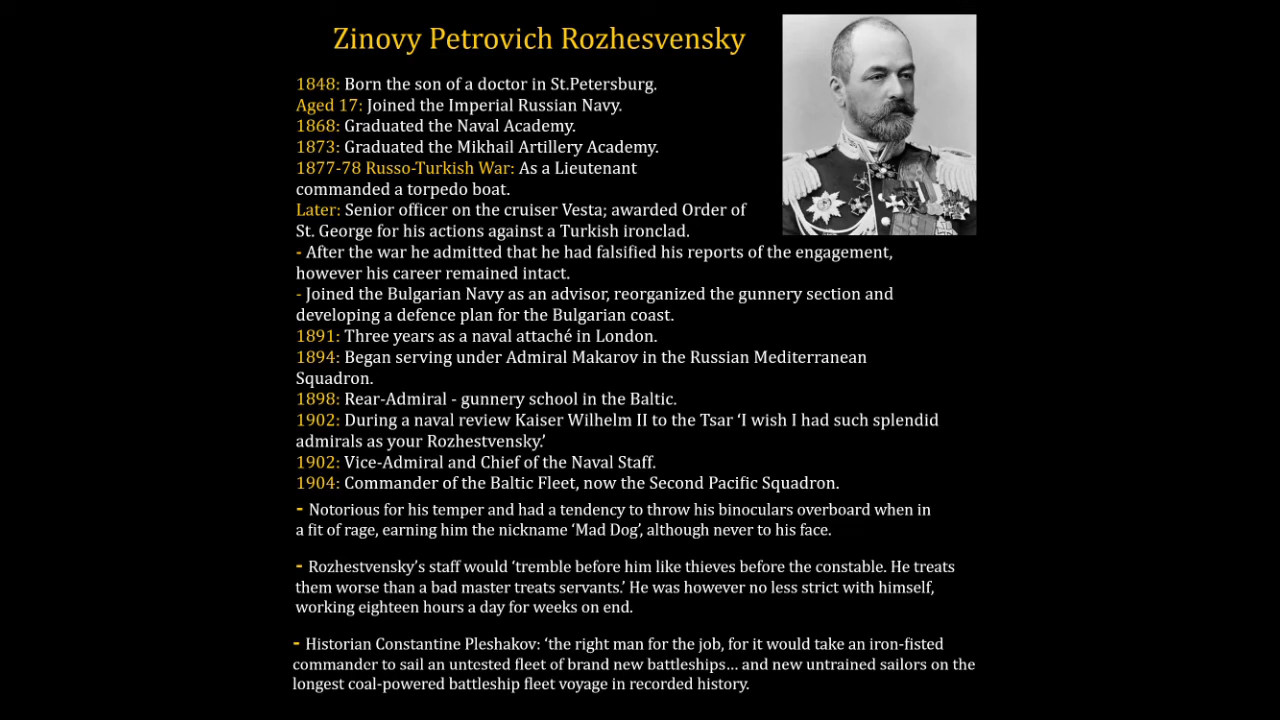 Zinovy Petrovich Rozhesvensky
1848: Born the son of a doctor in St.Petersburg.
Aged 17: Joined the Imperial Russian Navy.
1868: Graduated the Naval Academy.
1873: Graduated the Mikhail Artillery Academy.
1877-78 Russo-Turkish War: As a Lieutenant
commanded a torpedo boat.
Later: Senior officer on the cruiser Vesta; awarded Order of
St. George for his actions against a Turkish ironclad.
- After the war he admitted that he had falsified his reports of the engagement,
however his career remained intact.
- Joined the Bulgarian Navy as an advisor, reorganized the gunnery section and
developing a defence plan for the Bulgarian coast.
1891: Three years as a naval attaché in London.
1894: Began serving under Admiral Makarov in the Russian Mediterranean
Squadron.
1898: Rear-Admiral - gunnery school in the Baltic.
1902: During a naval review Kaiser Wilhelm II to the Tsar ‘I wish I had such splendid
admirals as your Rozhestvensky.’
1902: Vice-Admiral and Chief of the Naval Staff.
1904: Commander of the Baltic Fleet, now the Second Pacific Squadron.
- Notorious for his temper and had a tendency to throw his binoculars overboard when in
a fit of rage, earning him the nickname ‘Mad Dog’, although never to his face.
- Rozhestvensky’s staff would ‘tremble before him like thieves before the constable. He treats
them worse than a bad master treats servants.’ He was however no less strict with himself,
working eighteen hours a day for weeks on end.
- Historian Constantine Pleshakov: ‘the right man for the job, for it would take an iron-fisted
commander to sail an untested fleet of brand new battleships… and new untrained sailors on the
longest coal-powered battleship fleet voyage in recorded history.